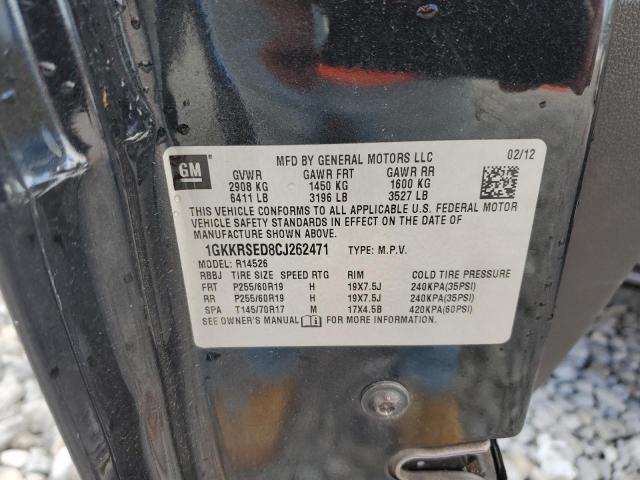 GM
MFD BY GENERAL MOTORS LLC 02/12
GVWR GAWR FRT GAWR RR
2908 KG 1450 KG 1600 KG
6411 LB 3196 LB 3527 LB
THIS VEHICLE CONFORMS TO ALL APPLICABLE U.S. FEDERAL MOTOR
VEHICLE SAFETY STANDARDS IN EFFECT ON THE DATE OF
MANUFACTURE SHOWN ABOVE.
1GKKRSED8CJ262471 TYPE: M.P.V.
MODEL: R14526
RBBJ TIRE SIZE SPEED RTG RIM COLD TIRE PRESSURE
FRT P255/60R19 H 19X7.5J 240KPA(35PSI)
RR P255/60R19 H 19X7.5J 240KPA(35PSI)
SPA T145/70R17 M 17X4.5B 420KPA(60PSI)
SEE OWNER'S MANUAL FOR MORE INFORMATION.